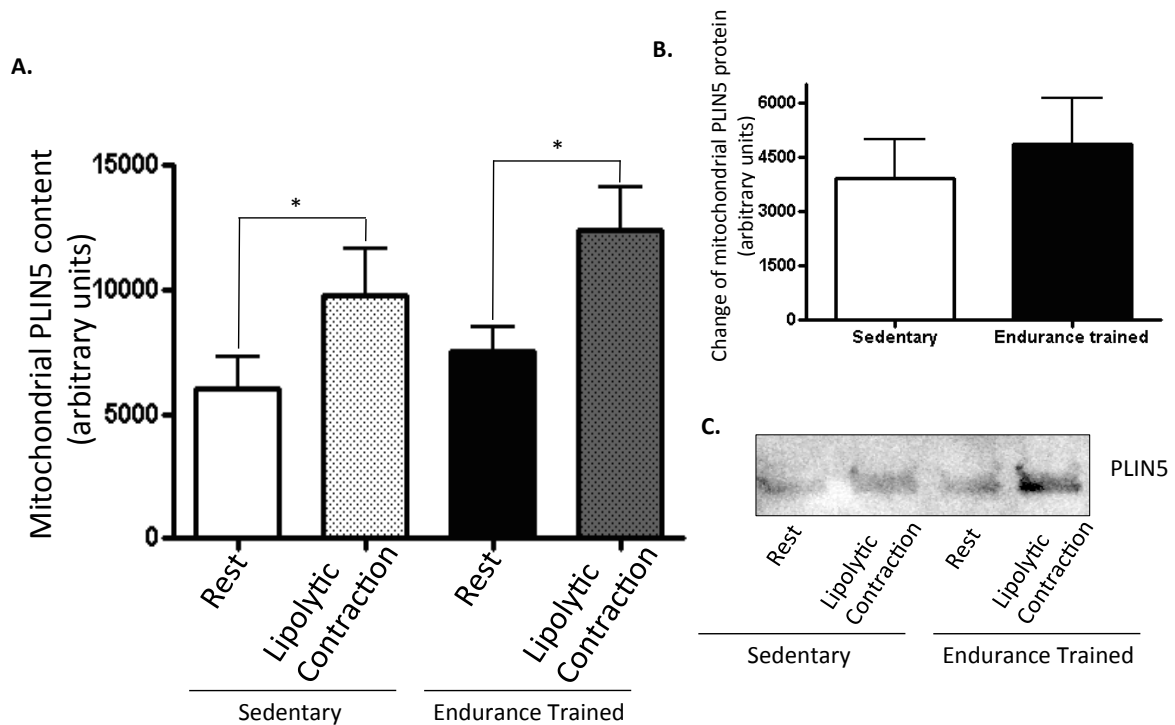 A.
Mitochondrial PLIN5 content
(arbitrary units)
15000
10000
5000
0
*
*
Rest
Lipolytic
Contraction
Rest
Lipolytic
Contraction
Sedentary
Endurance Trained
B.
Change of mitochondrial PLIN5 protein
(arbitrary units)
6000
4500
3000
1500
0
Sedentary
Endurance trained
C.
PLIN5
Rest
Lipolytic
Contraction
Rest
Lipolytic
Contraction
Sedentary
Endurance Trained